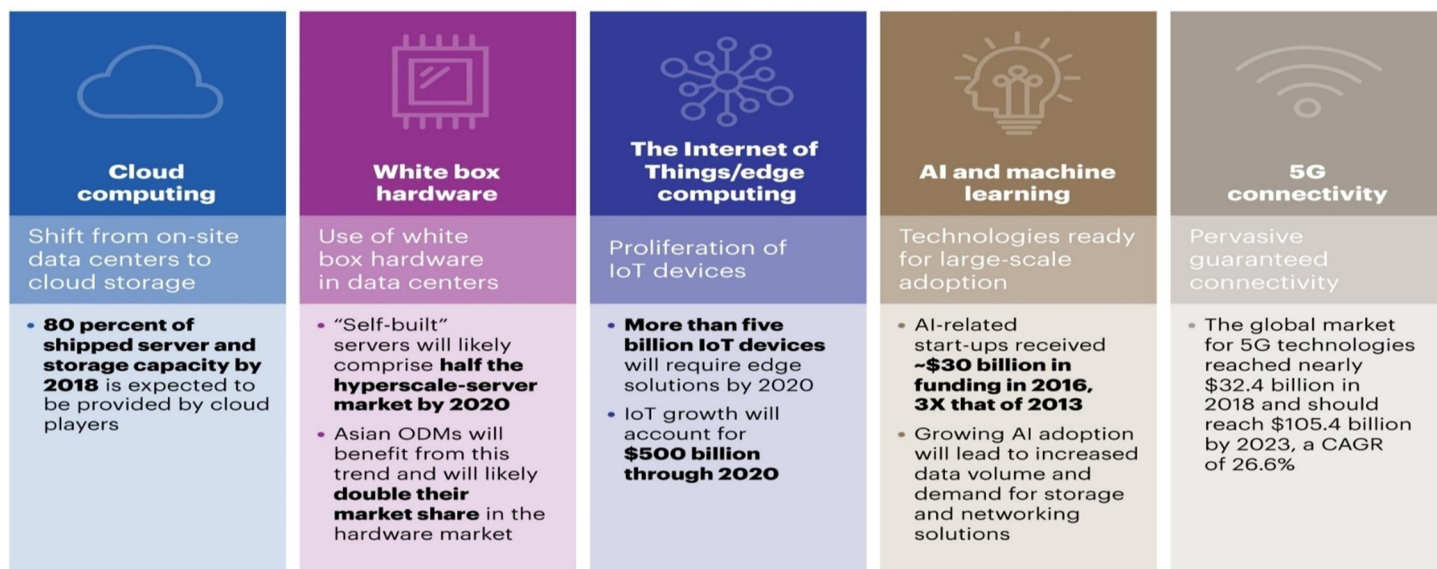 Cloud
computing
Shift from on-site
data centers to
cloud storage
• 80 percent of
shipped server and
storage capacity by
2018 is expected to
be provided by cloud
players
White box
hardware
Use of white
box hardware
in data centers
• “Self-built”
servers will likely
comprise half the
hyperscale-server
market by 2020
• Asian ODMs will
benefit from this
trend and will likely
double their
market share in the
hardware market
The Internet of
Things/edge
computing
Proliferation of
IoT devices
• More than five
billion IoT devices
will require edge
solutions by 2020
• IoT growth will
account for
$500 billion
through 2020
AI and machine
learning
Technologies ready
for large-scale
adoption
• AI-related
start-ups received
~$30 billion in
funding in 2016,
3X that of 2013
• Growing AI adoption
will lead to increased
data volume and
demand for storage
and networking
solutions
5G
connectivity
Pervasive
guaranteed
connectivity
• The global market
for 5G technologies
reached nearly
$32.4 billion in
2018 and should
reach $105.4 billion
by 2023, a CAGR
of 26.6%